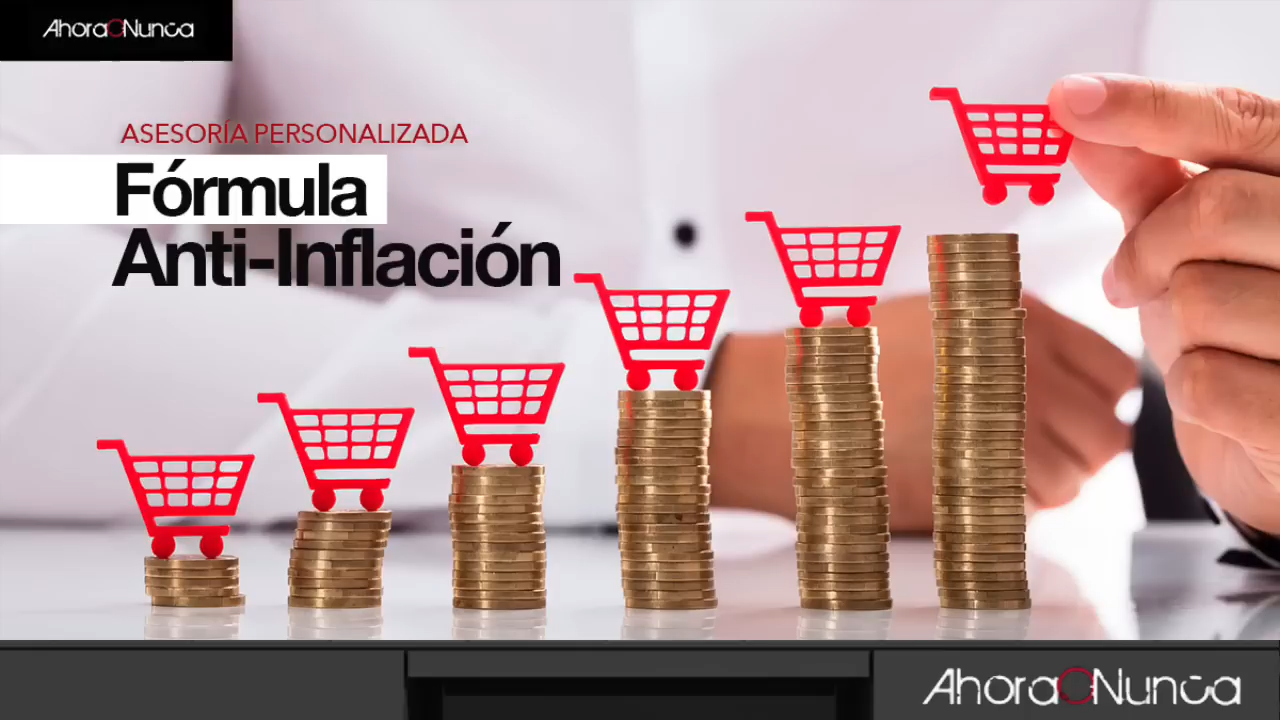 AhoraONunca
ASESORÍA PERSONALIZADA
Fórmula
Anti-Inflación
AhoraONunca